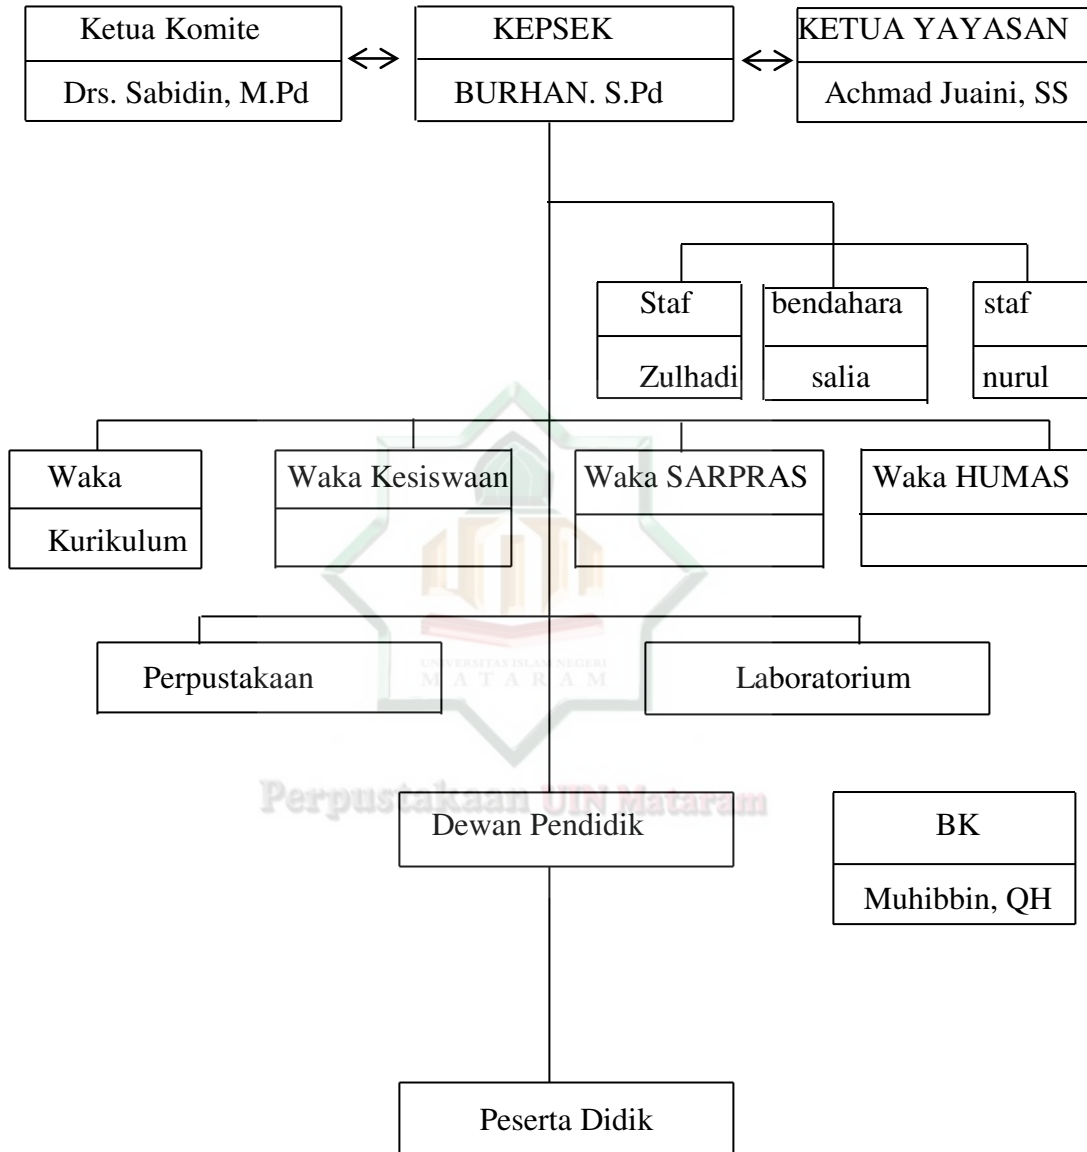 Ketua Komite
Drs. Sabidin, M.Pd
KEPSEK
BURHAN. S.Pd
KETUA YAYASAN
Achmad Juaini, SS
Staf
Zulhadi
bendahara
salia
staf
nurul
Waka
Kurikulum
Waka Kesiswaan
Waka SARPRAS
Waka HUMAS
Perpustakaan
Laboratorium
UNIVERSITAS ISLAM NEGERI
MATARAM
Perpustakaan UIN Mataram
Dewan Pendidik
BK
Muhibbin, QH
Peserta Didik